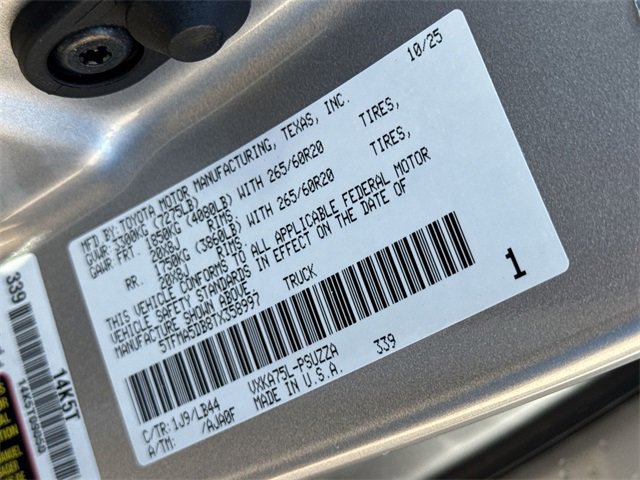 MFD.BY:TOYOTA MOTOR MANUFACTURING, TEXAS, INC. 10/25
GVWR 3300KG (7275LB)
GAWR FRT. 1850KG (4090LB) WITH 265/60R20 TIRES,
20X8J RIMS,
RR. 1750KG (3860LB) WITH 265/60R20 TIRES,
20X8J RIMS
THIS VEHICLE CONFORMS TO ALL APPLICABLE FEDERAL MOTOR
VEHICLE SAFETY STANDARDS IN EFFECT ON THE DATE OF
MANUFACTURE SHOWN ABOVE.
5TFMA5DB8TX358997 TRUCK
1
C/TR:1J9/LB44 UXKA75L-PSUZZA 339
A/TM: /AJA0F MADE IN U.S.A.
339
14K5T